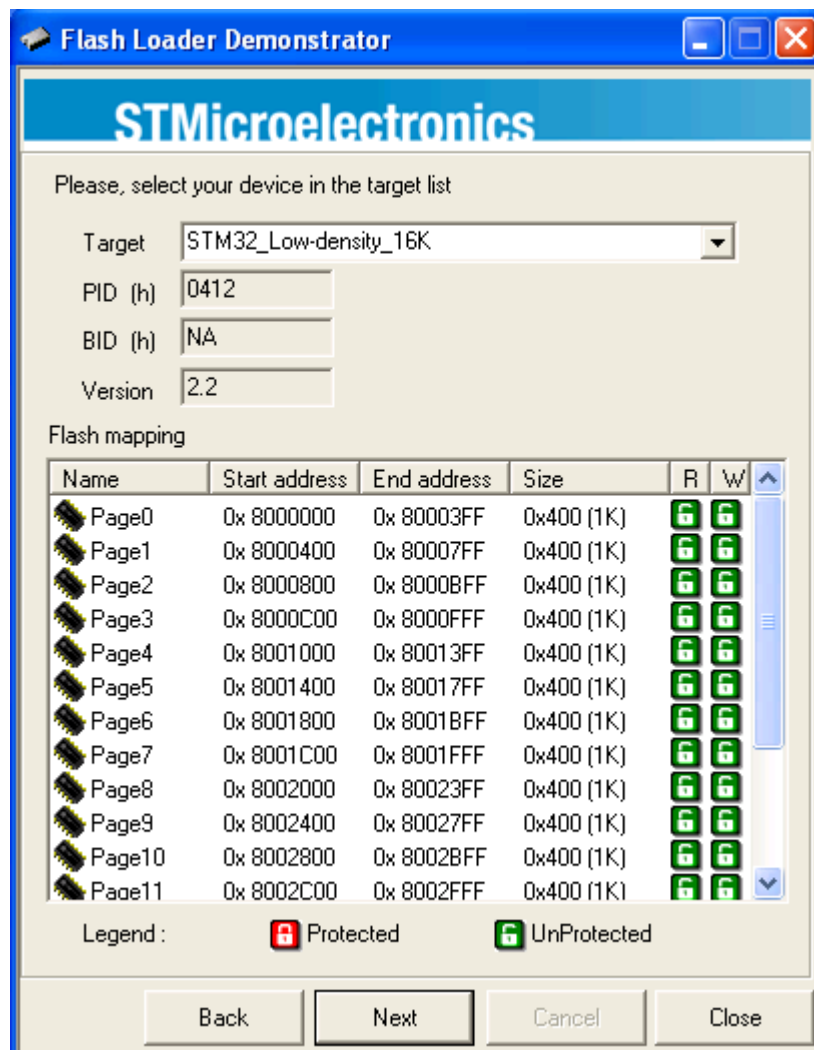 Flash Loader Demonstrator
STMicroelectronics
Please, select your device in the target list
Target STM32_Low-density_16K
PID (h) 0412
BID (h) NA
Version 2.2
Flash mapping
Name Start address End address Size R W
Page0 0x 8000000 0x 80003FF 0x400 (1K)
Page1 0x 8000400 0x 80007FF 0x400 (1K)
Page2 0x 8000800 0x 8000BFF 0x400 (1K)
Page3 0x 8000C00 0x 8000FFF 0x400 (1K)
Page4 0x 8001000 0x 80013FF 0x400 (1K)
Page5 0x 8001400 0x 80017FF 0x400 (1K)
Page6 0x 8001800 0x 8001BFF 0x400 (1K)
Page7 0x 8001C00 0x 8001FFF 0x400 (1K)
Page8 0x 8002000 0x 80023FF 0x400 (1K)
Page9 0x 8002400 0x 80027FF 0x400 (1K)
Page10 0x 8002800 0x 8002BFF 0x400 (1K)
Page11 0x 8002C00 0x 8002FFF 0x400 (1K)
Legend : Protected UnProtected
Back Next Cancel Close